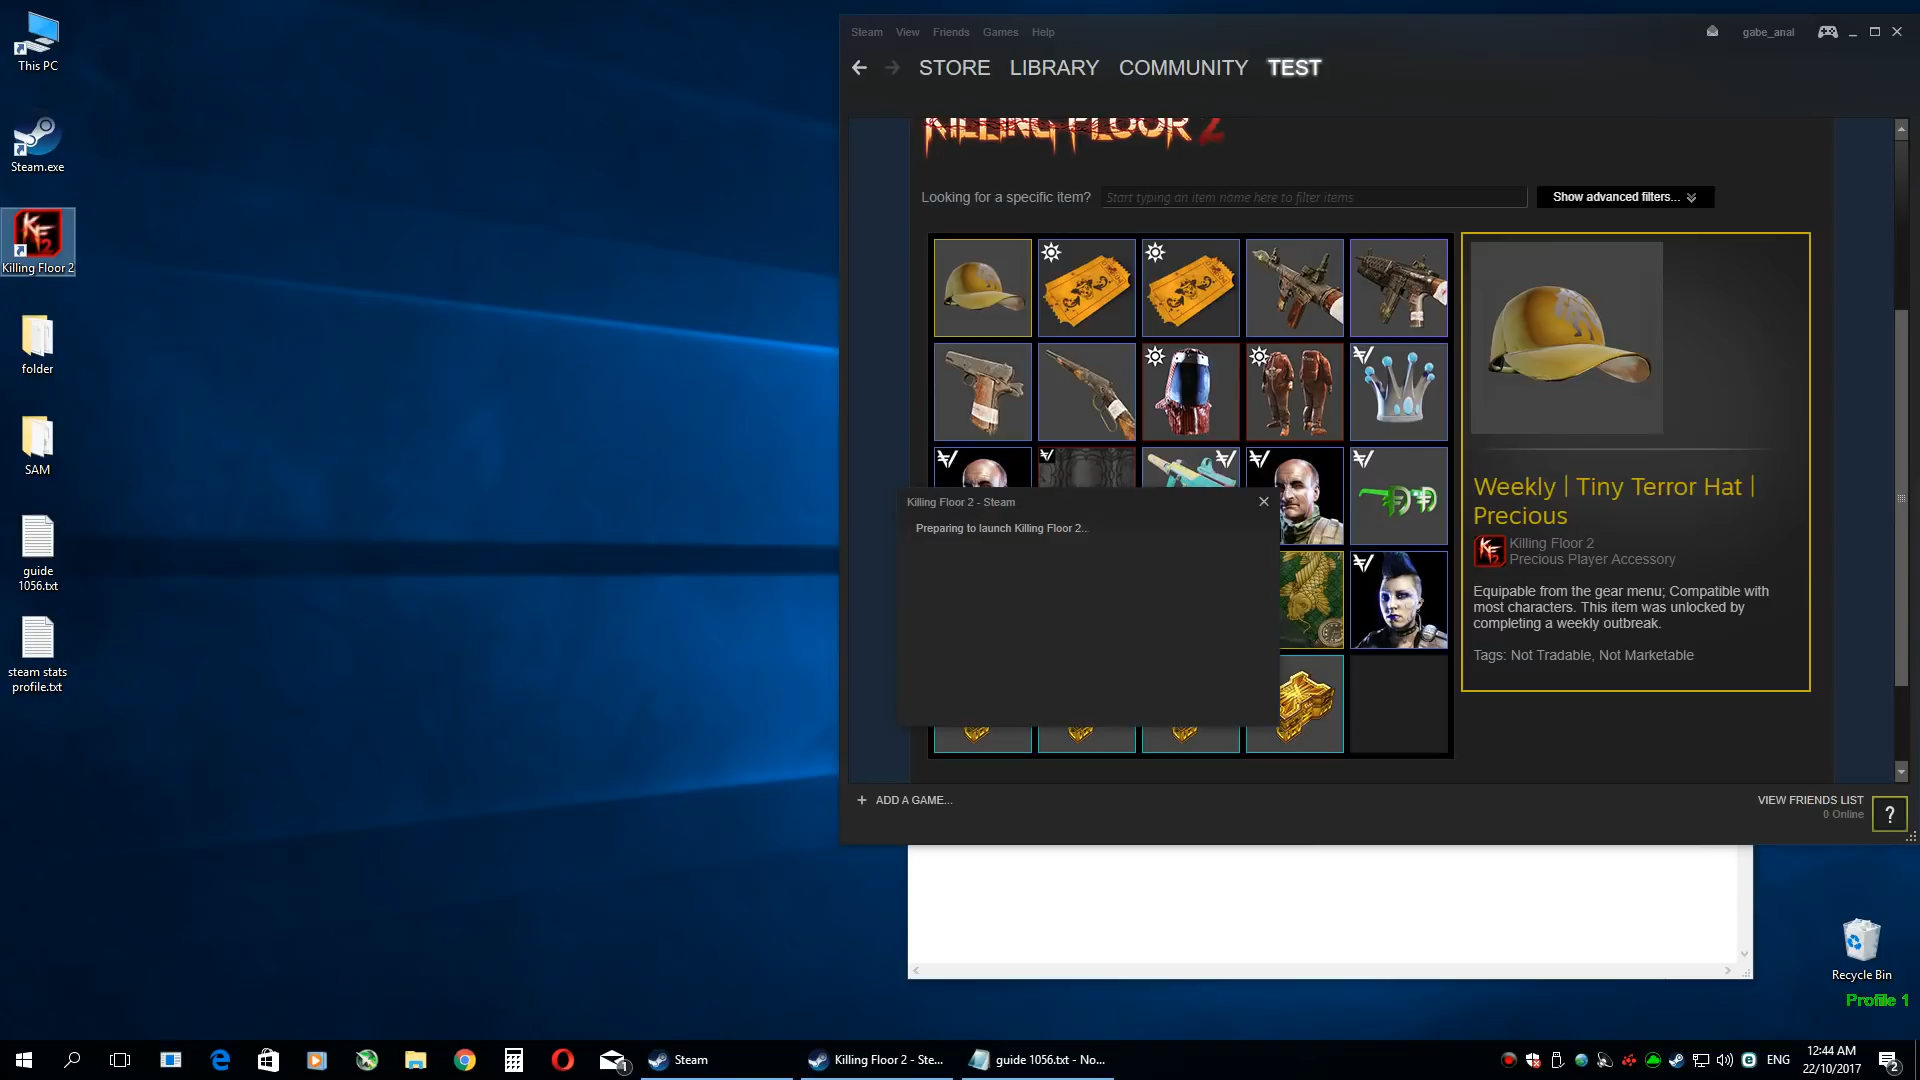 This PC
Steam.exe
Killing Floor 2
folder
SAM
guide
1056.txt
steam stats
profile.txt
Steam View Friends Games Help
gabe_anal
STORE LIBRARY COMMUNITY TEST
KILLING FLOOR 2
Looking for a specific item?
Start typing an item name here to filter items
Show advanced filters...
Killing Floor 2 - Steam
Preparing to launch Killing Floor 2...
Weekly | Tiny Terror Hat |
Precious
Killing Floor 2
Precious Player Accessory
Equipable from the gear menu; Compatible with
most characters. This item was unlocked by
completing a weekly outbreak.
Tags: Not Tradable, Not Marketable
+ ADD A GAME...
VIEW FRIENDS LIST
0 Online
?
Recycle Bin
Profile 1
1
Steam
Killing Floor 2 - Ste...
guide 1056.txt - No...
ENG
12:44 AM
22/10/2017
2